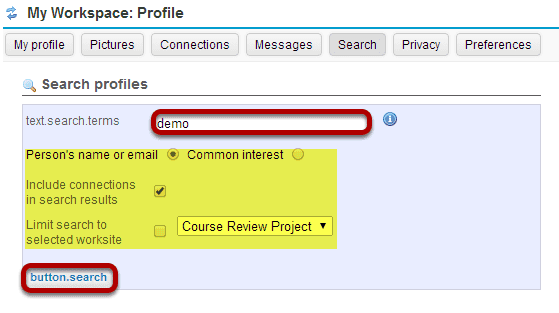 My Workspace: Profile
My profile Pictures Connections Messages Search Privacy Preferences
Search profiles
text.search.terms demo
Person's name or email Common interest
Include connections
in search results
Limit search to
selected worksite
Course Review Project
button.search